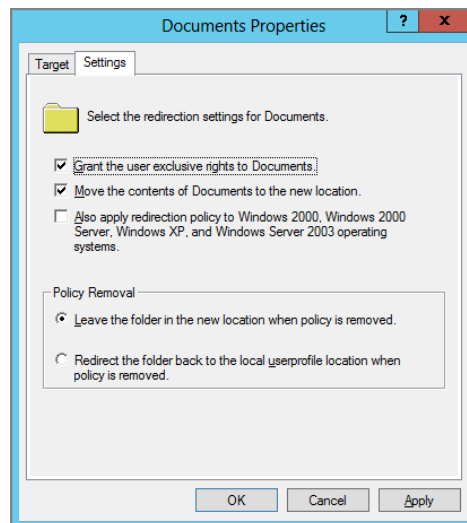 Documents Properties
?
x
Target
Settings
Select the redirection settings for Documents.
Grant the user exclusive rights to Documents.
Move the contents of Documents to the new location.
Also apply redirection policy to Windows 2000, Windows 2000
Server, Windows XP, and Windows Server 2003 operating
systems.
Policy Removal
Leave the folder in the new location when policy is removed.
Redirect the folder back to the local userprofile location when
policy is removed.
OK
Cancel
Apply